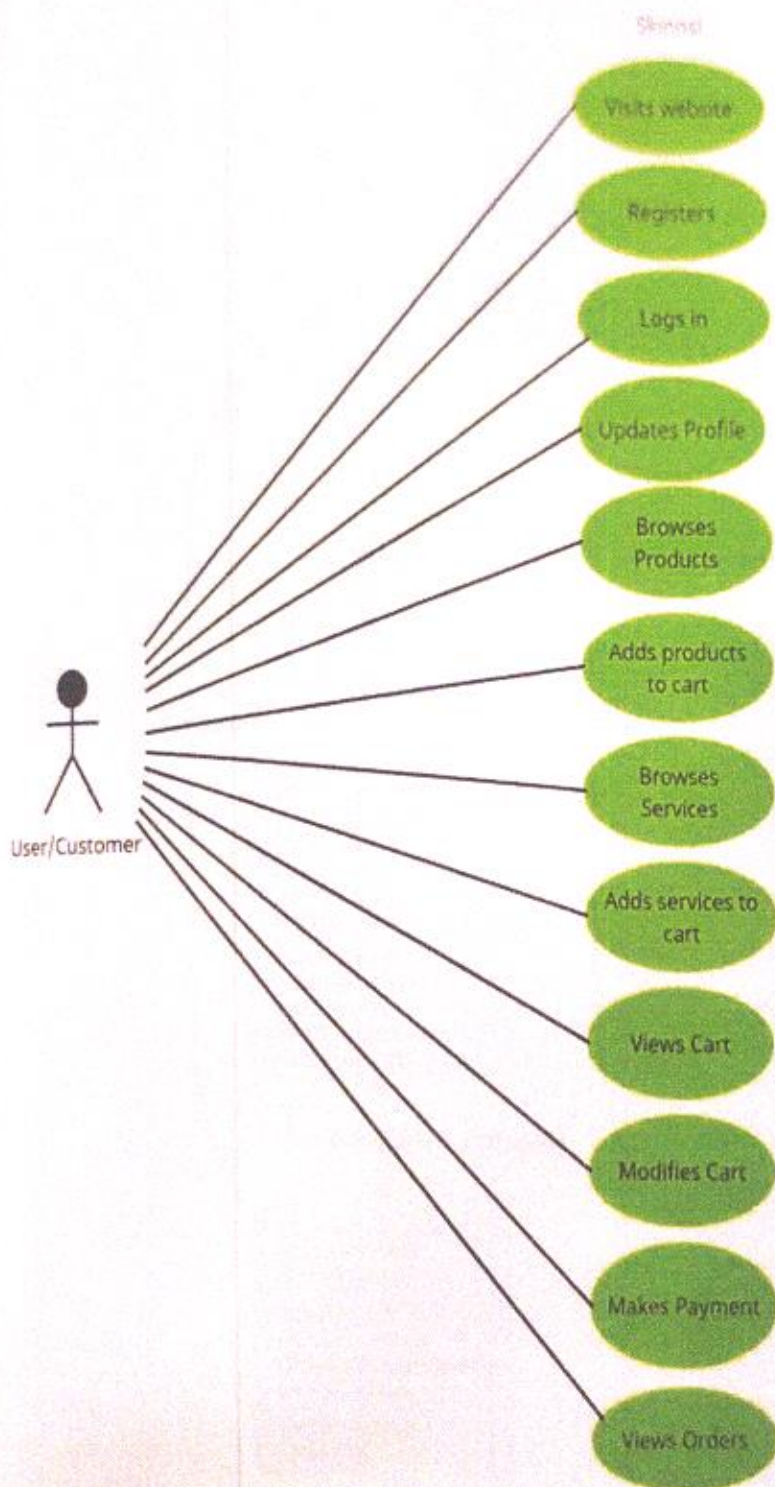 Visits website
Registers
Logs in
Updates Profile
Browses
Products
Adds products
to cart
Browses
Services
User/Customer
Adds services to
cart
Views Cart
Modifies Cart
Makes Payment
Views Orders